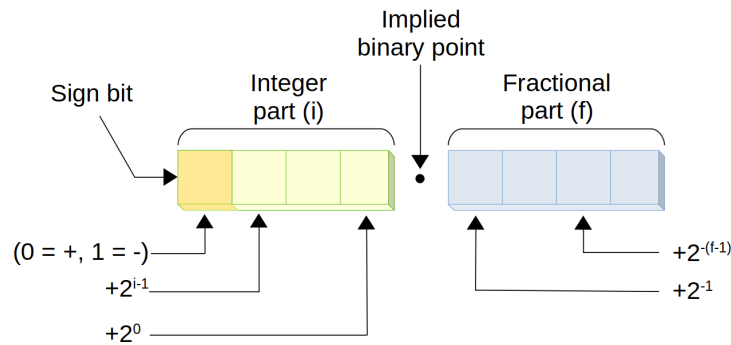 Implied
binary point
Integer
part (i)
Fractional
part (f)
Sign bit
(0 = +, 1 = -)
+2^{i-1}
+2^0
+2^{-(f-1)}
+2^{-1}